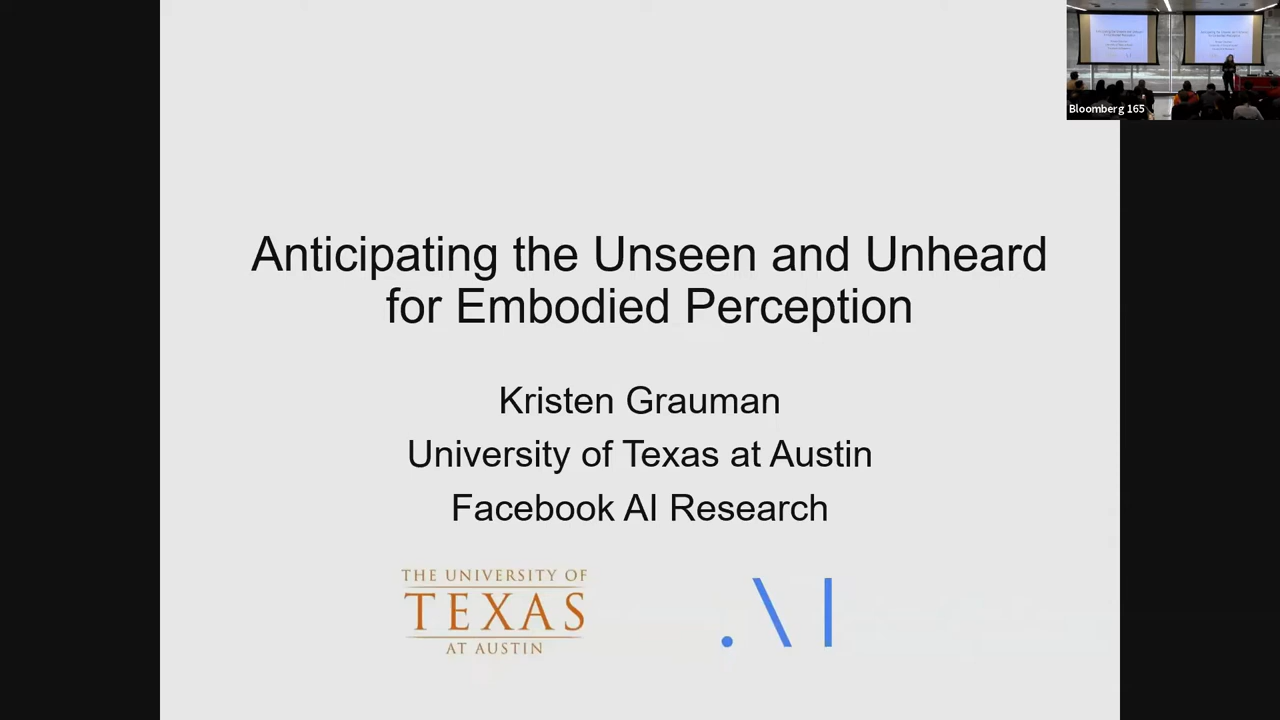 Bloomberg 165
Anticipating the Unseen and Unheard
for Embodied Perception
Kristen Grauman
University of Texas at Austin
Facebook AI Research
THE UNIVERSITY OF
TEXAS
AT AUSTIN
.AI